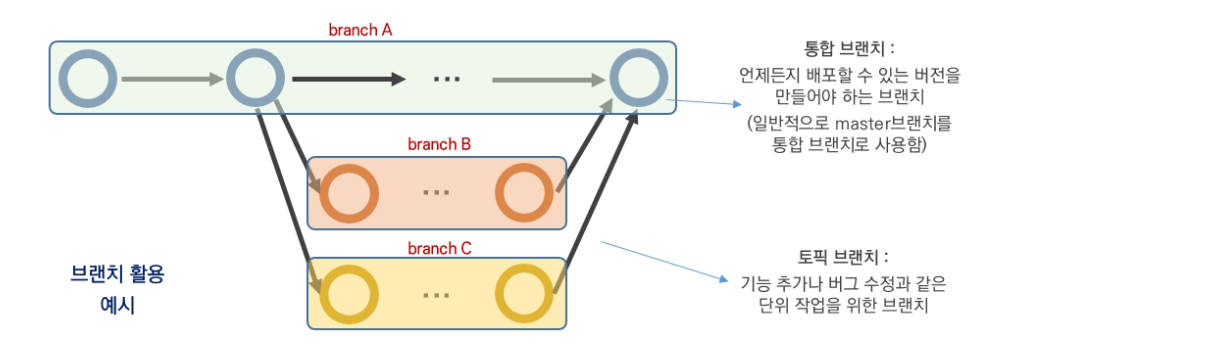 branch A
통합 브랜치 :
언제든지 배포할 수 있는 버전을
만들어야 하는 브랜치
(일반적으로 master브랜치를
통합 브랜치로 사용함)
...
branch B
...
branch C
...
토픽 브랜치 :
기능 추가나 버그 수정과 같은
단위 작업을 위한 브랜치
브랜치 활용
예시